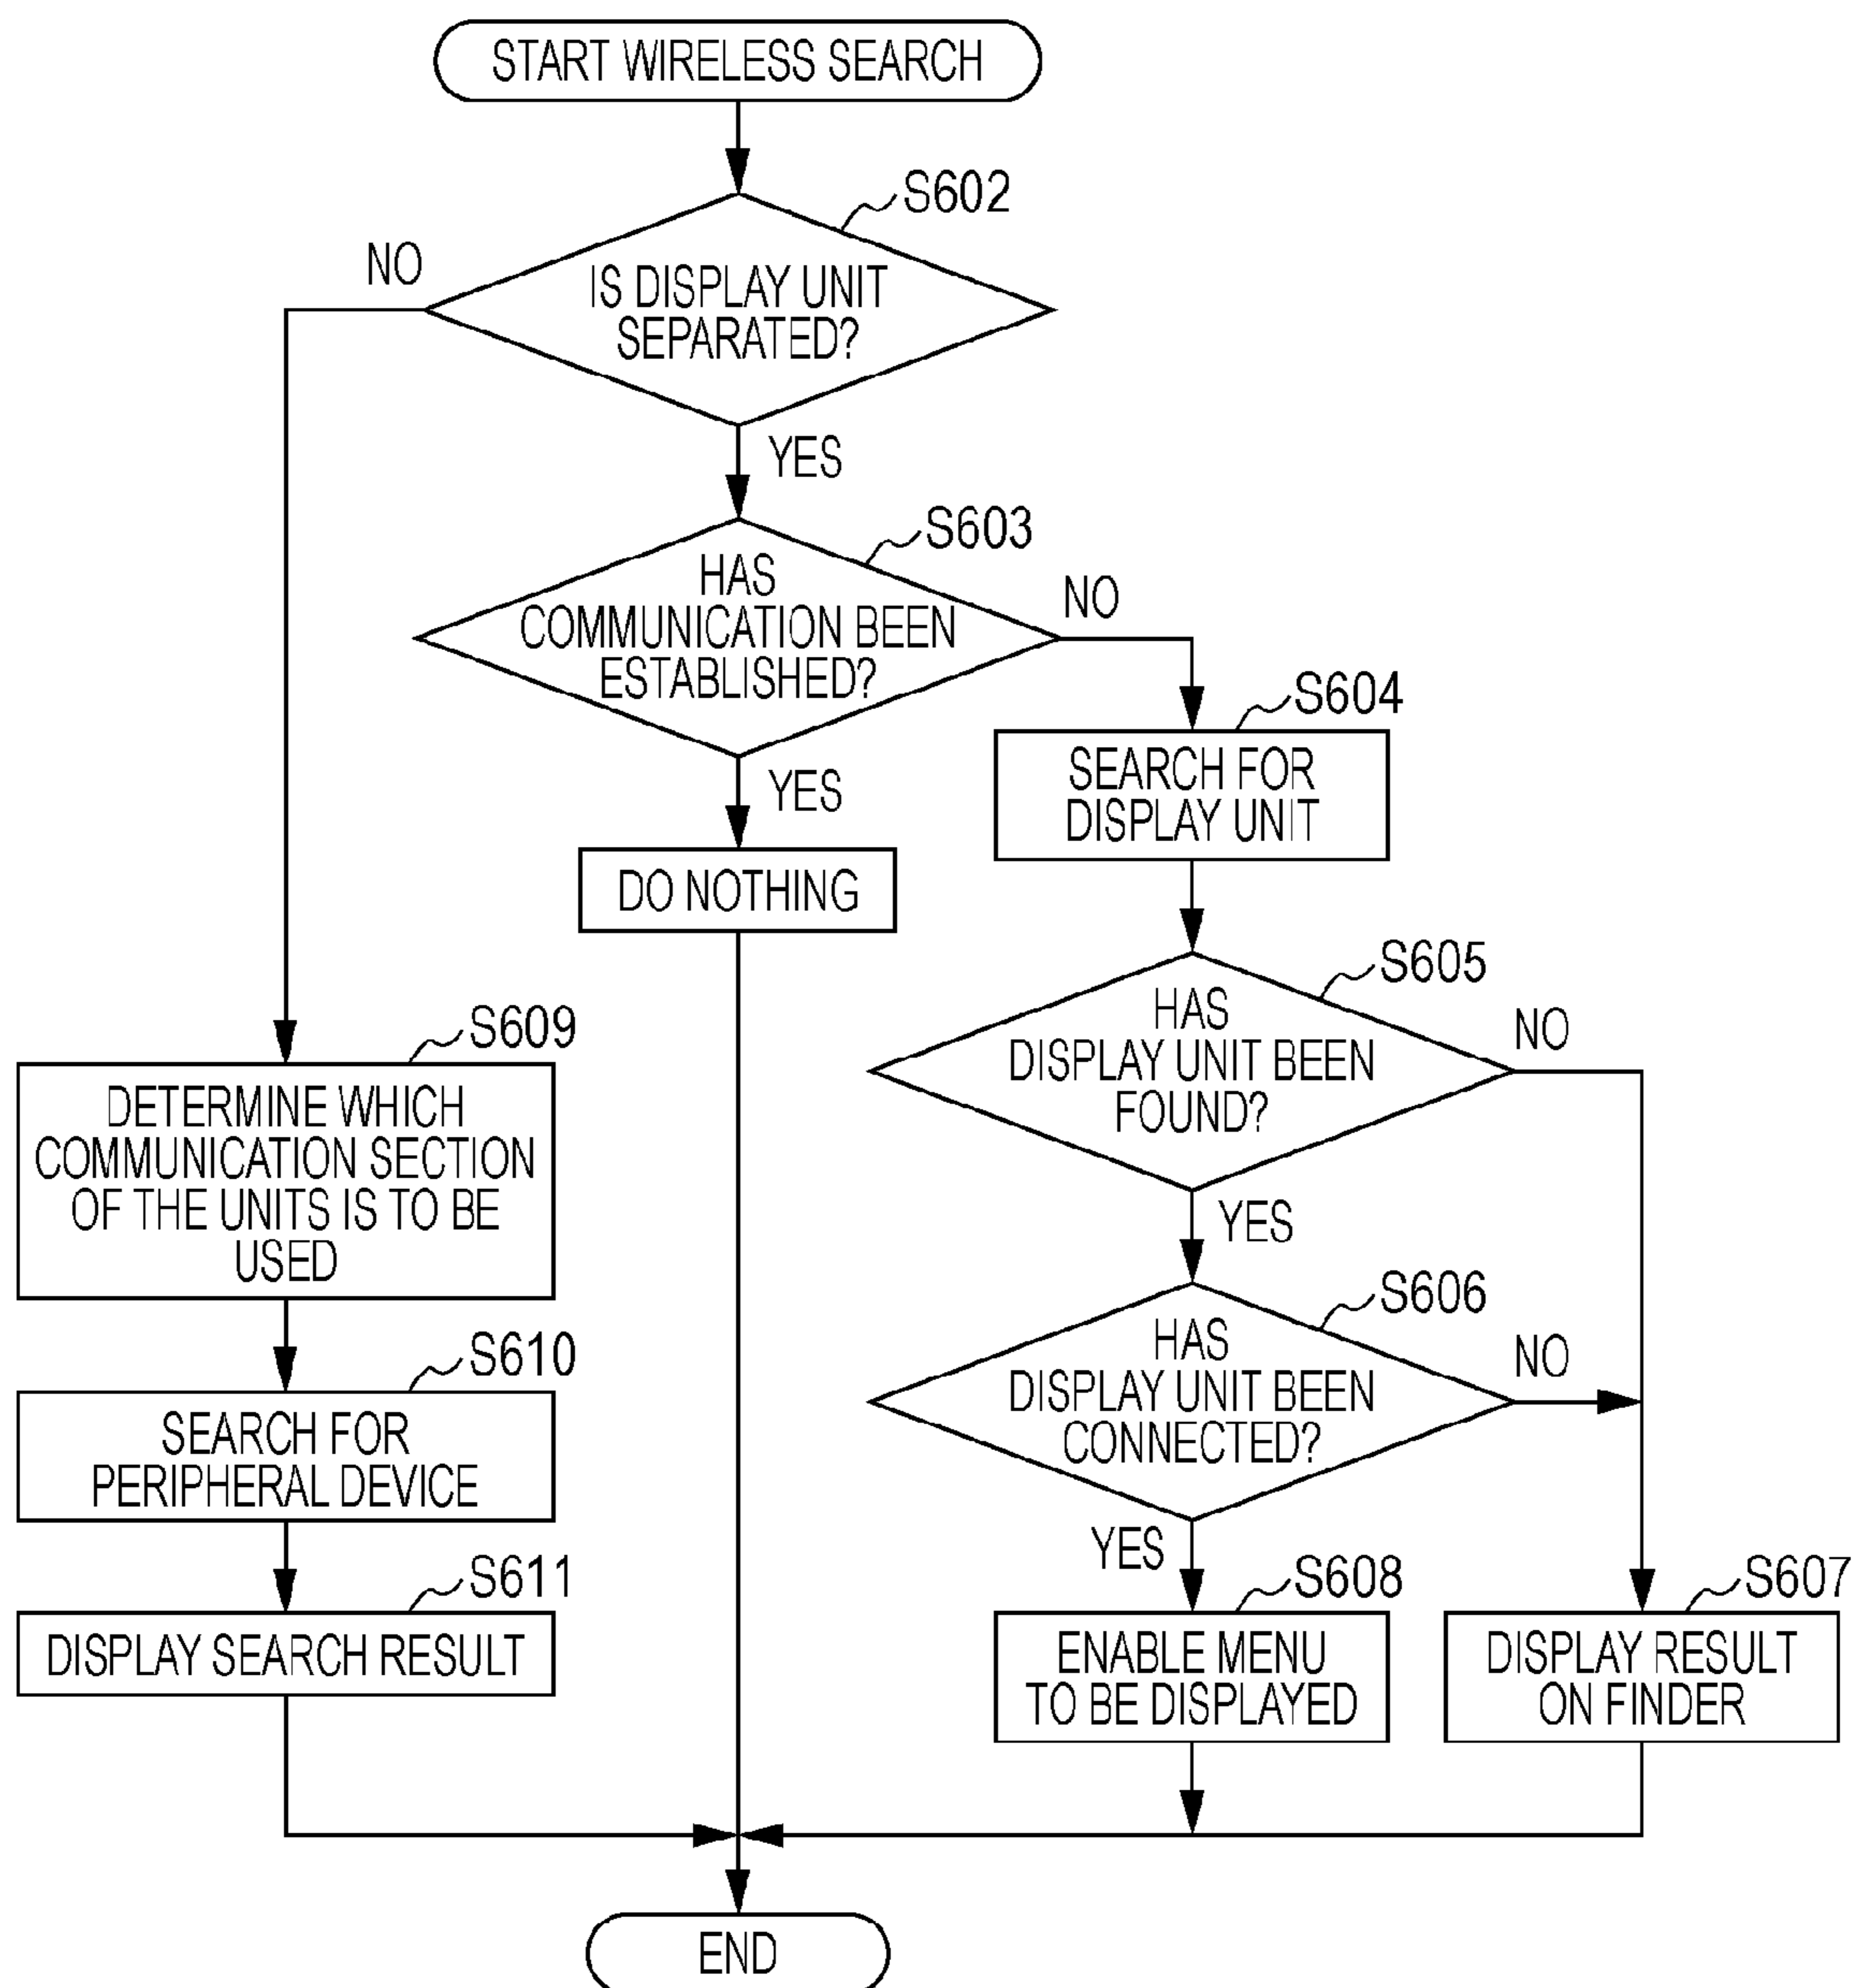 START WIRELESS SEARCH
S602
NO
IS DISPLAY UNIT
SEPARATED?
YES
S603
HAS
COMMUNICATION BEEN
ESTABLISHED?
NO
YES
DO NOTHING
S604
SEARCH FOR
DISPLAY UNIT
S605
HAS
DISPLAY UNIT BEEN
FOUND?
NO
YES
S606
HAS
DISPLAY UNIT BEEN
CONNECTED?
NO
YES
S608
ENABLE MENU
TO BE DISPLAYED
S607
DISPLAY RESULT
ON FINDER
S609
DETERMINE WHICH
COMMUNICATION SECTION
OF THE UNITS IS TO BE
USED
S610
SEARCH FOR
PERIPHERAL DEVICE
S611
DISPLAY SEARCH RESULT
END